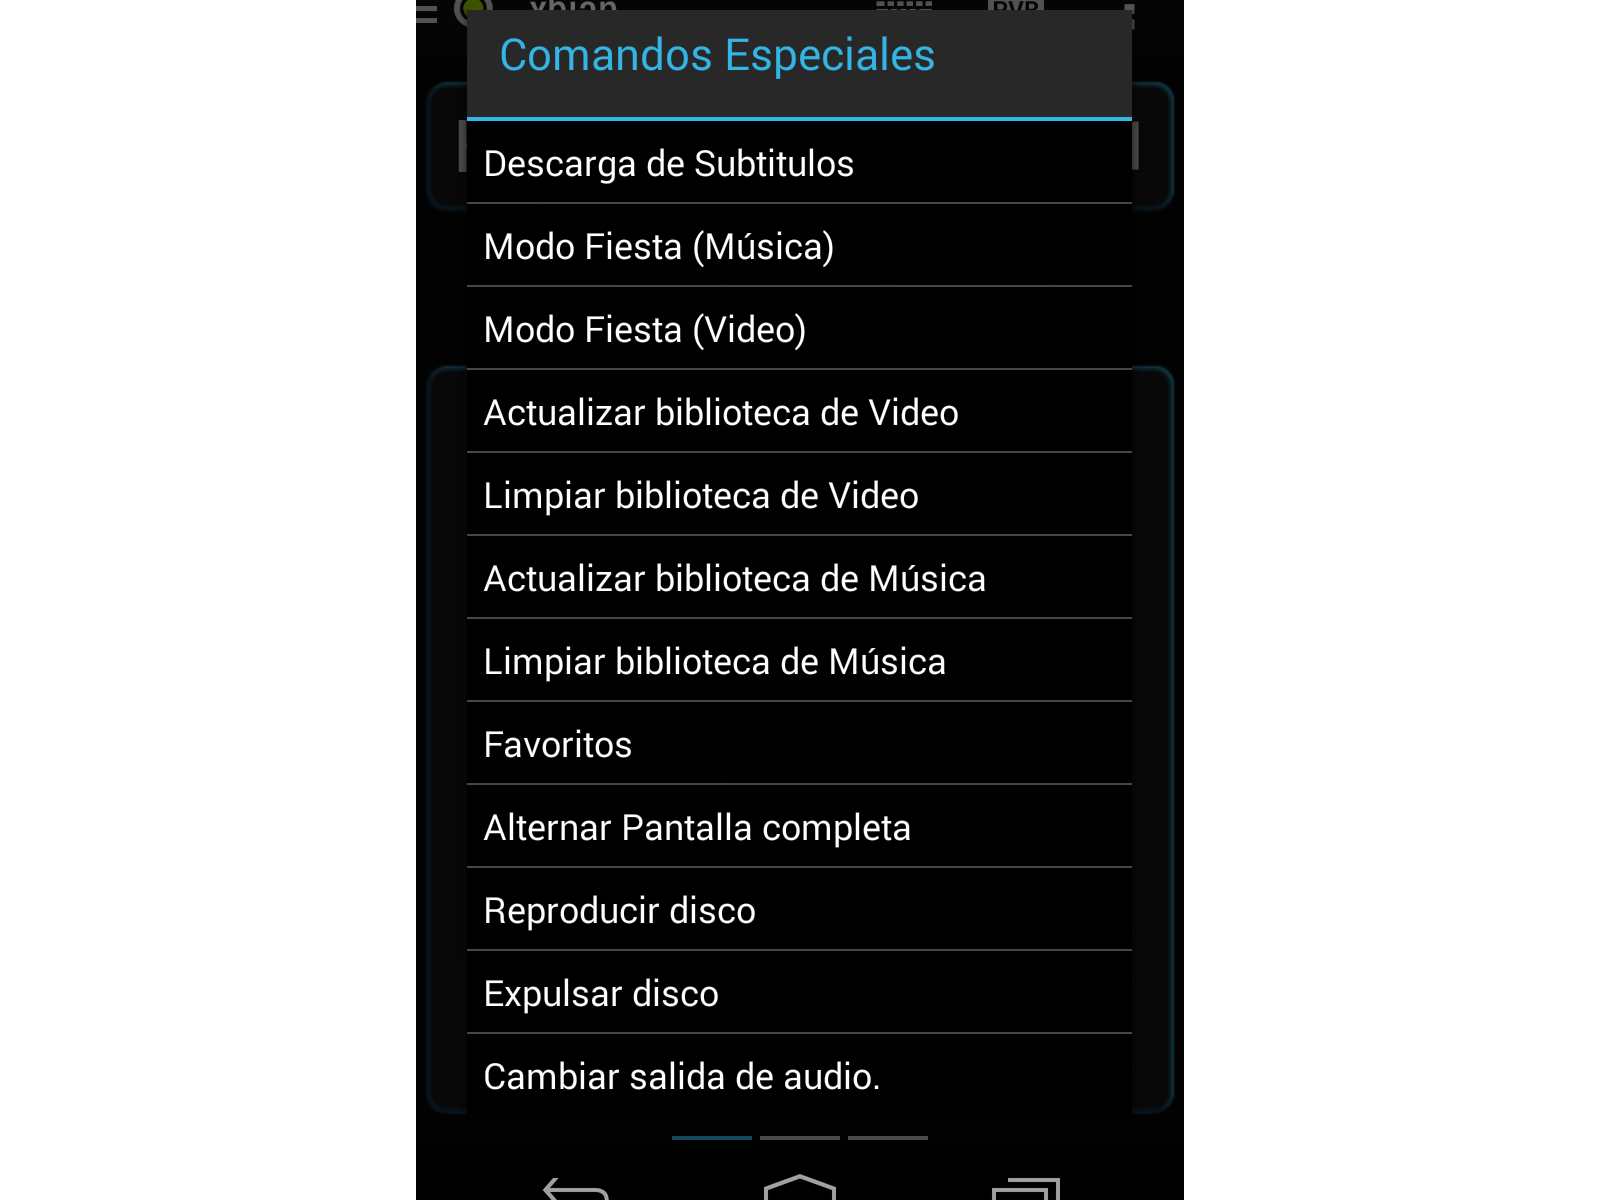 xbian
PVR
Comandos Especiales
Descarga de Subtitulos
Modo Fiesta (Música)
Modo Fiesta (Video)
Actualizar biblioteca de Video
Limpiar biblioteca de Video
Actualizar biblioteca de Música
Limpiar biblioteca de Música
Favoritos
Alternar Pantalla completa
Reproducir disco
Expulsar disco
Cambiar salida de audio.